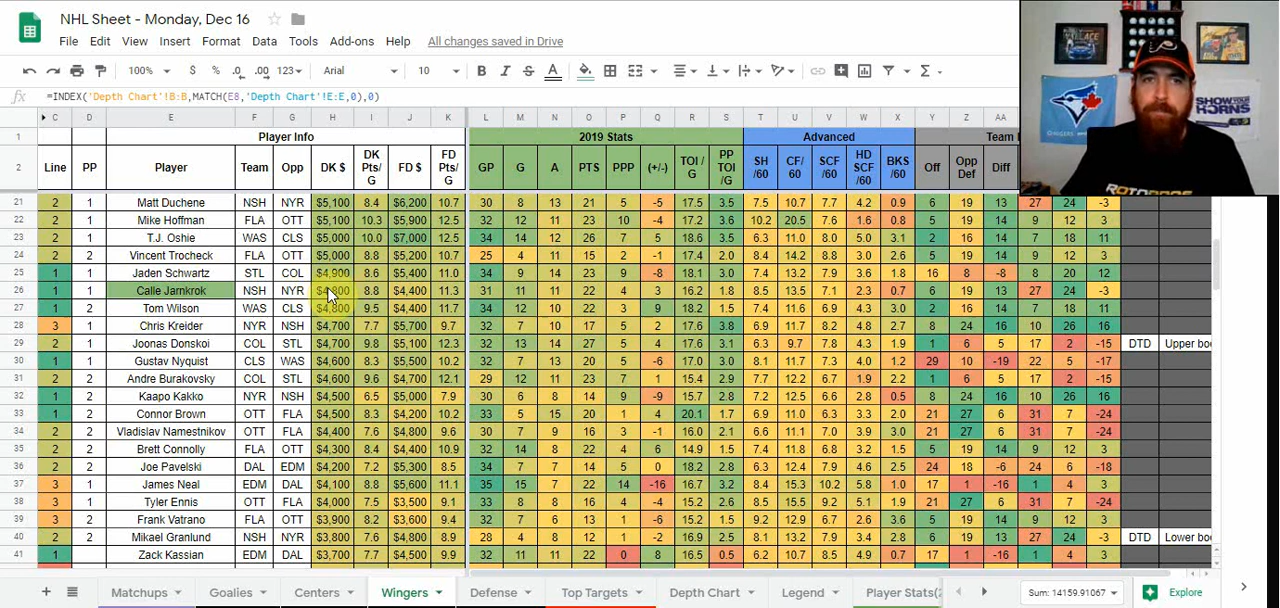 NHL Sheet - Monday, Dec 16
File Edit View Insert Format Data Tools Add-ons Help All changes saved in Drive
100% $ % .0 .00 123 Arial 10 B I S A
fx =INDEX('Depth Chart'!B:B,MATCH(E8,'Depth Chart'!E:E,0),0)
C D E F G H I J K L M N O P Q R S T U V W X Y Z AA
1 Player Info 2019 Stats Advanced Team
2 Line PP Player Team Opp DK $ DK Pts/ G FD $ FD Pts/ G GP G A PTS PPP (+/-) TOI / G PP TOI /G SH /60 CF/ 60 SCF /60 HD SCF /60 BKS /60 Off Opp Def Diff
21 2 1 Matt Duchene NSH NYR $5,100 8.4 $6,200 10.7 30 8 13 21 5 -5 17.5 3.5 7.5 10.7 7.7 4.2 0.9 6 19 13 27 24 -3
22 2 1 Mike Hoffman FLA OTT $5,100 10.3 $5,900 12.5 32 12 11 23 10 -4 17.2 3.6 10.2 20.5 7.6 1.6 0.8 5 19 14 9 12 3
23 2 1 T.J. Oshie WAS CLS $5,000 10.0 $7,000 12.5 34 14 12 26 7 5 18.6 3.5 6.3 11.0 8.0 5.0 3.1 2 16 14 7 18 11
24 2 2 Vincent Trocheck FLA OTT $5,000 8.8 $5,200 10.7 25 4 11 15 2 -1 17.4 2.0 8.4 14.2 8.8 2.9 2.8 5 19 14 9 12 3
25 1 1 Jaden Schwartz STL COL $4,900 8.6 $5,400 11.0 34 9 14 23 9 -8 18.1 3.0 7.4 13.2 7.9 3.6 1.8 16 8 -8 8 20 12
26 1 1 Calle Jarnkrok NSH NYR $4,800 8.8 $4,400 11.3 31 10 12 22 4 1 16.2 1.8 8.5 13.5 7.1 2.3 0.7 6 19 13 27 24 -3
27 1 2 Tom Wilson WAS CLS $4,800 9.5 $4,400 11.7 34 12 10 22 3 9 18.2 1.5 7.4 11.6 6.9 4.3 3.0 2 16 14 7 18 11
28 3 1 Chris Kreider NYR NSH $4,700 7.7 $5,700 9.7 32 7 10 17 5 2 17.6 3.8 6.9 11.7 8.2 4.8 2.3 8 24 16 10 26 16
29 2 1 Joonas Donskoi COL STL $4,700 9.8 $5,100 12.3 32 13 14 27 5 4 17.6 3.1 6.3 9.7 7.8 4.3 1.9 1 6 5 17 2 -15 DTD Upper bo
30 1 1 Gustav Nyquist CLS WAS $4,600 8.3 $5,500 10.2 33 7 13 20 5 -6 17.0 3.0 8.1 11.7 7.3 4.0 1.2 29 10 -19 22 5 -17
31 2 2 Andre Burakovsky COL STL $4,600 9.6 $4,700 12.1 29 12 11 23 7 1 15.4 2.9 6.7 12.2 6.7 1.9 2.4 1 6 5 17 2 -15
32 1 2 Kaapo Kakko NYR NSH $4,500 6.5 $5,000 7.9 30 6 8 14 9 -9 14.6 2.8 7.5 12.5 6.6 2.8 0.5 8 24 16 10 26 16
33 1 2 Connor Brown OTT FLA $4,500 8.3 $4,200 10.2 33 5 15 20 1 4 20.1 1.7 6.9 11.0 6.3 3.3 2.0 21 27 6 31 7 -24
34 2 2 Vladislav Namestnikov OTT FLA $4,400 7.6 $4,800 9.6 30 7 9 16 3 -1 16.0 2.0 6.6 11.1 7.0 3.9 3.0 21 27 6 31 7 -24
35 2 1 Brett Connolly FLA OTT $4,300 8.4 $4,400 10.9 34 14 8 22 4 6 14.9 1.5 7.4 11.8 6.8 3.2 1.5 5 19 14 9 12 3
36 2 2 Joe Pavelski DAL EDM $4,200 7.2 $5,300 8.5 34 7 7 14 5 0 18.2 2.8 6.3 12.4 7.9 4.6 1.5 24 18 -6 24 6 -18
37 3 1 James Neal EDM DAL $4,100 8.8 $5,600 11.1 35 15 7 22 14 -16 16.7 3.2 8.4 15.3 10.2 5.8 1.0 17 1 -16 1 4 3
38 3 1 Tyler Ennis OTT FLA $4,000 7.5 $3,500 9.1 33 8 8 16 4 -4 15.2 2.6 8.5 15.5 9.2 5.1 1.9 21 27 6 31 7 -24
39 3 2 Frank Vatrano FLA OTT $3,900 8.2 $3,600 9.4 32 7 6 13 1 -6 15.2 1.5 9.2 12.9 8.6 2.6 3.6 5 19 14 9 12 3
40 2 2 Mikael Granlund NSH NYR $3,800 7.6 $4,800 8.9 28 4 8 12 1 -2 16.9 2.5 8.1 13.2 7.9 3.4 2.8 6 19 13 27 24 -3 DTD Lower bo
41 1 Zack Kassian EDM DAL $3,700 7.7 $4,500 9.9 32 11 11 22 0 8 16.5 0.5 6.2 10.7 8.5 4.9 0.7 17 1 -16 1 4 3
Matchups Goalies Centers Wingers Defense Top Targets Depth Chart Legend Player Stats(2 Sum: 14159.91067 Explore
SHOW YOUR HORNS